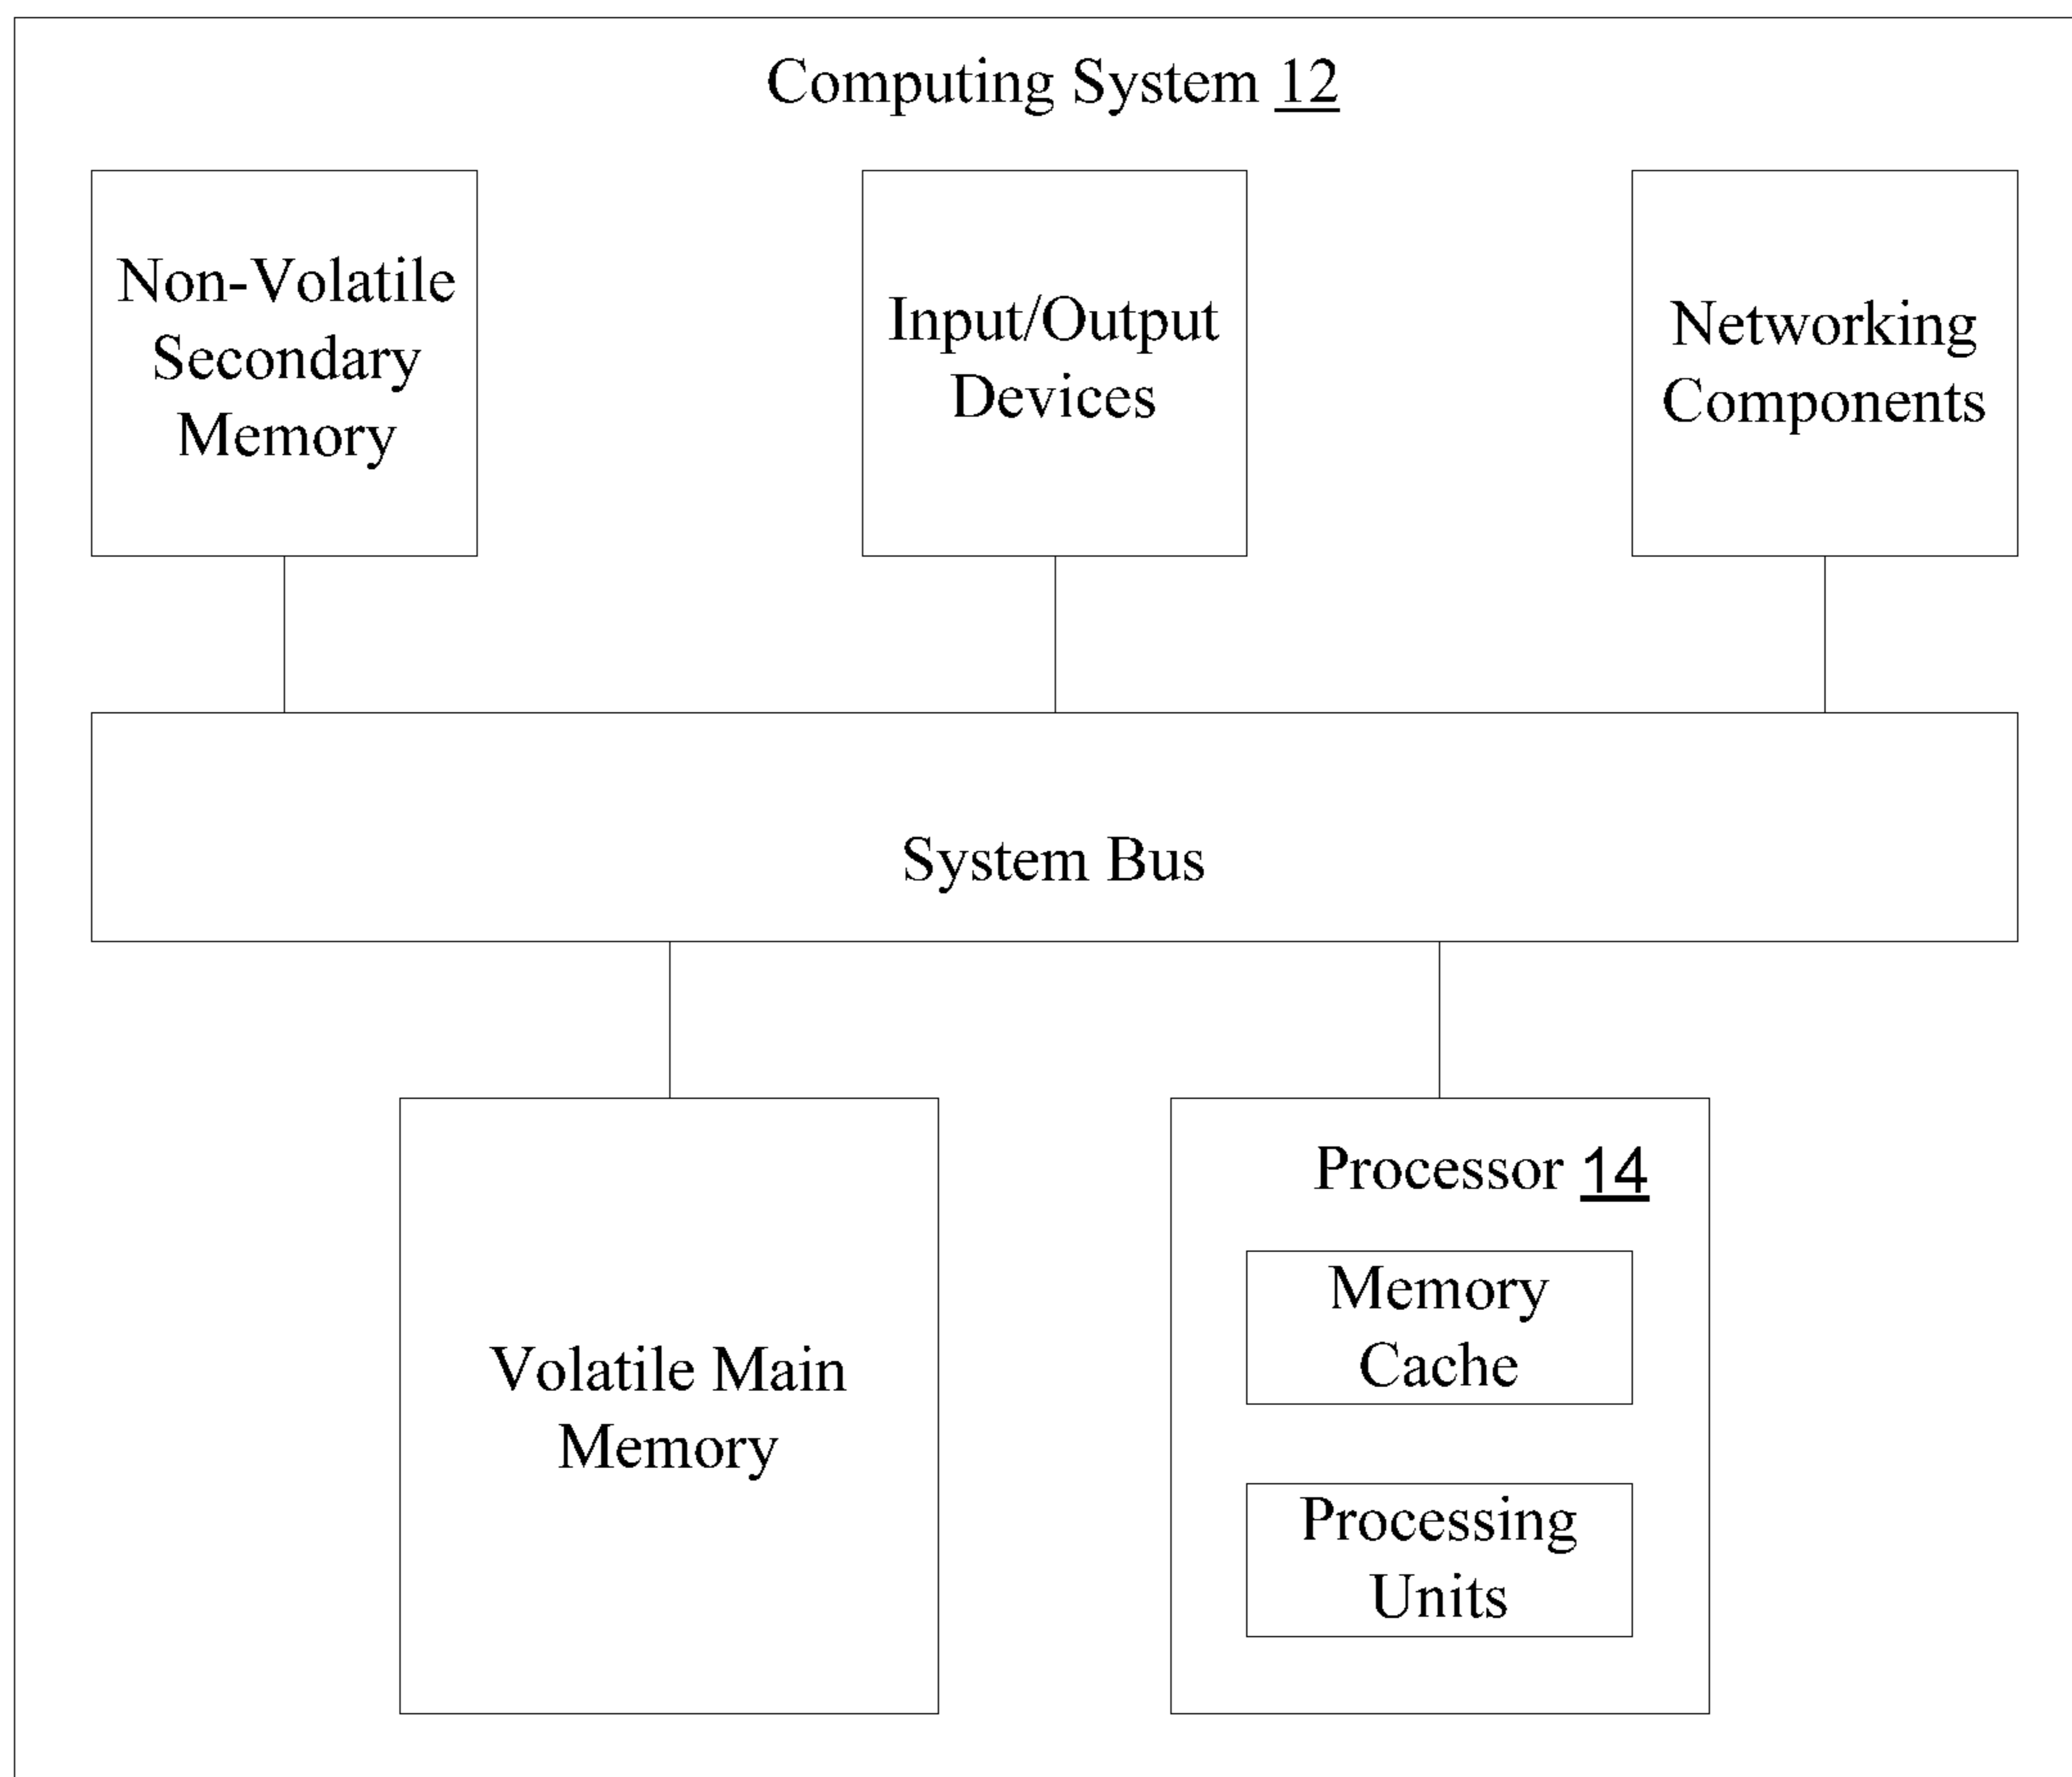 Computing System 12
Non-Volatile
Secondary
Memory
Input/Output
Devices
Networking
Components
System Bus
Volatile Main
Memory
Processor 14
Memory
Cache
Processing
Units